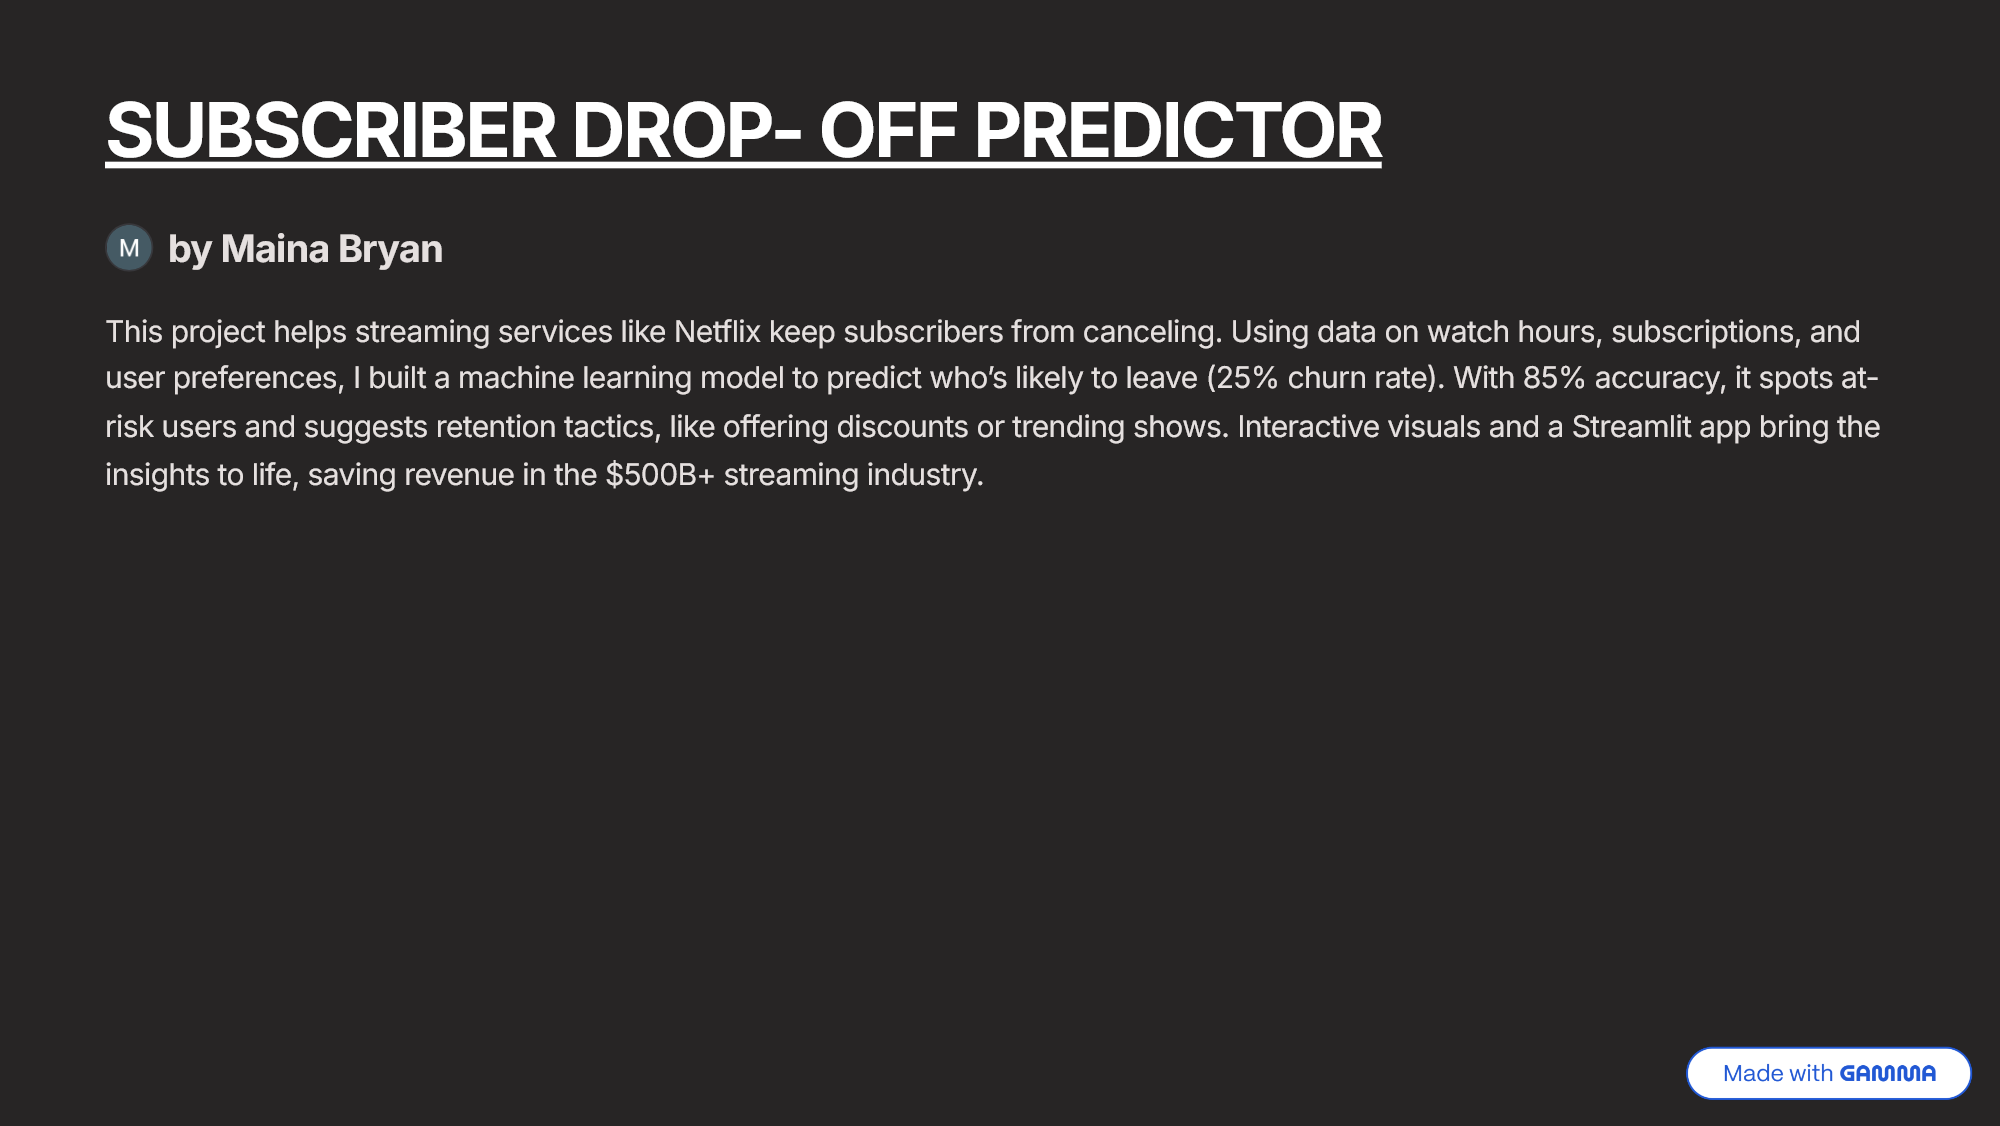 SUBSCRIBER DROP- OFF PREDICTOR
M by Maina Bryan
This project helps streaming services like Netflix keep subscribers from canceling. Using data on watch hours, subscriptions, and
user preferences, I built a machine learning model to predict who’s likely to leave (25% churn rate). With 85% accuracy, it spots at-
risk users and suggests retention tactics, like offering discounts or trending shows. Interactive visuals and a Streamlit app bring the
insights to life, saving revenue in the $500B+ streaming industry.
Made with GAMMA